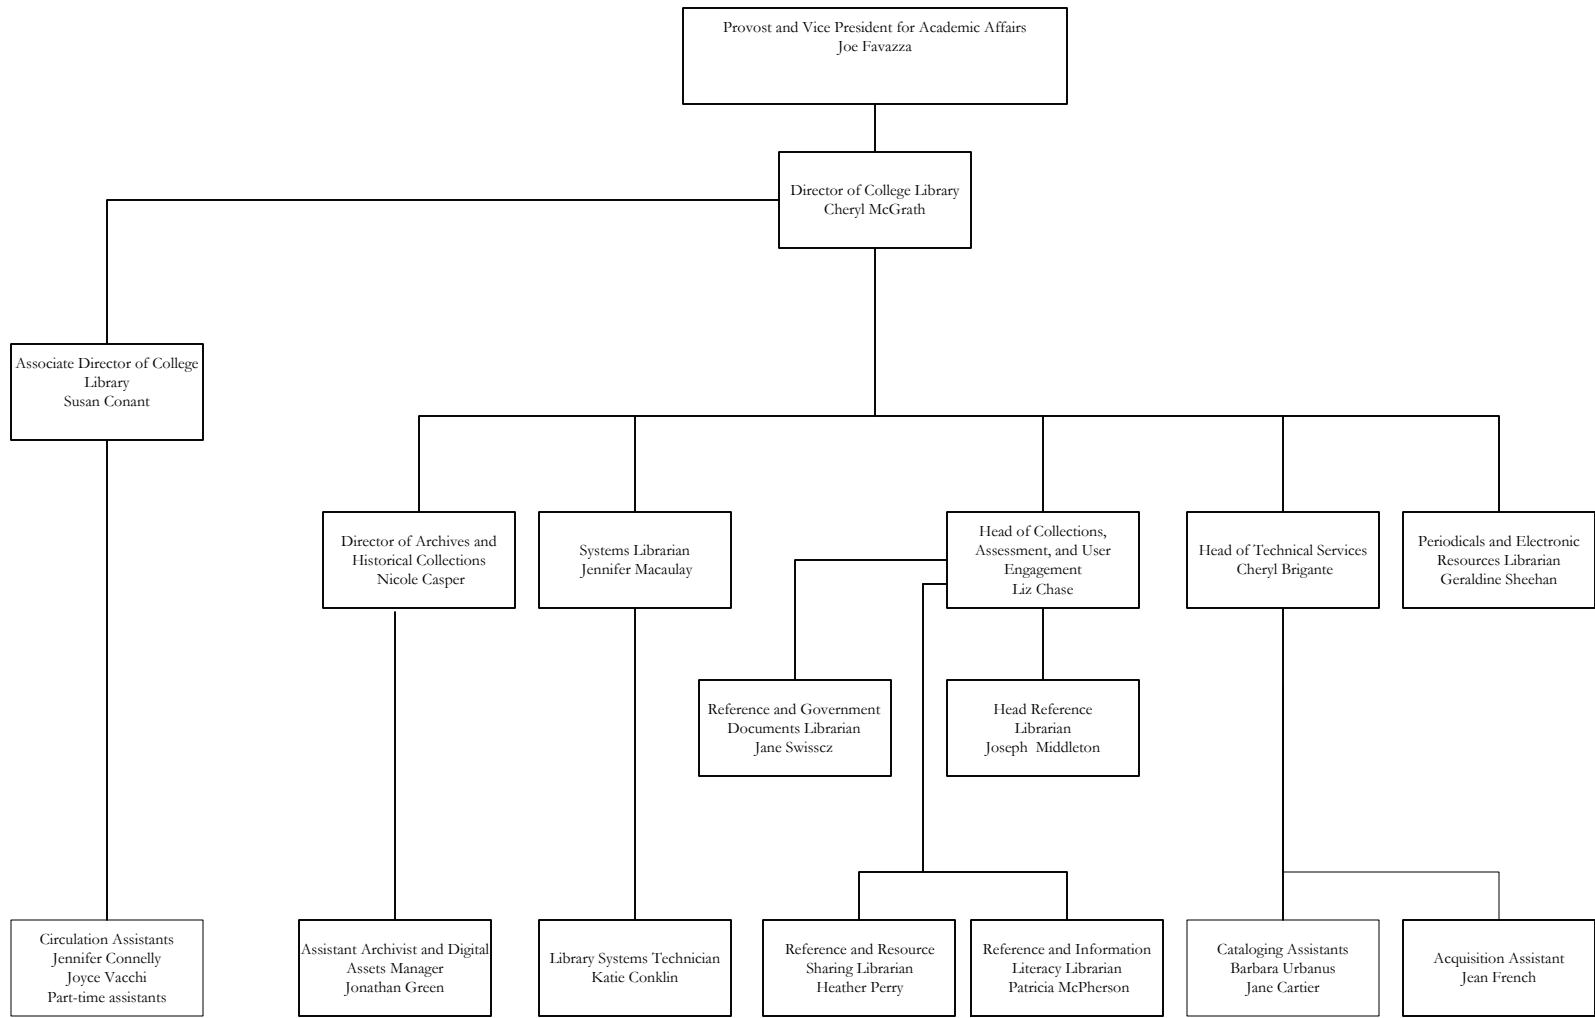 Provost and Vice President for Academic Affairs
Joe Favazza
Director of College Library
Cheryl McGrath
Associate Director of College
Library
Susan Conant
Director of Archives and
Historical Collections
Nicole Casper
Systems Librarian
Jennifer Macaulay
Head of Collections,
Assessment, and User
Engagement
Liz Chase
Head of Technical Services
Cheryl Brigante
Periodicals and Electronic
Resources Librarian
Geraldine Sheehan
Reference and Government
Documents Librarian
Jane Swisscz
Head Reference
Librarian
Joseph Middleton
Circulation Assistants
Jennifer Connelly
Joyce Vacchi
Part-time assistants
Assistant Archivist and Digital
Assets Manager
Jonathan Green
Library Systems Technician
Katie Conklin
Reference and Resource
Sharing Librarian
Heather Perry
Reference and Information
Literacy Librarian
Patricia McPherson
Cataloging Assistants
Barbara Urbanus
Jane Cartier
Acquisition Assistant
Jean French